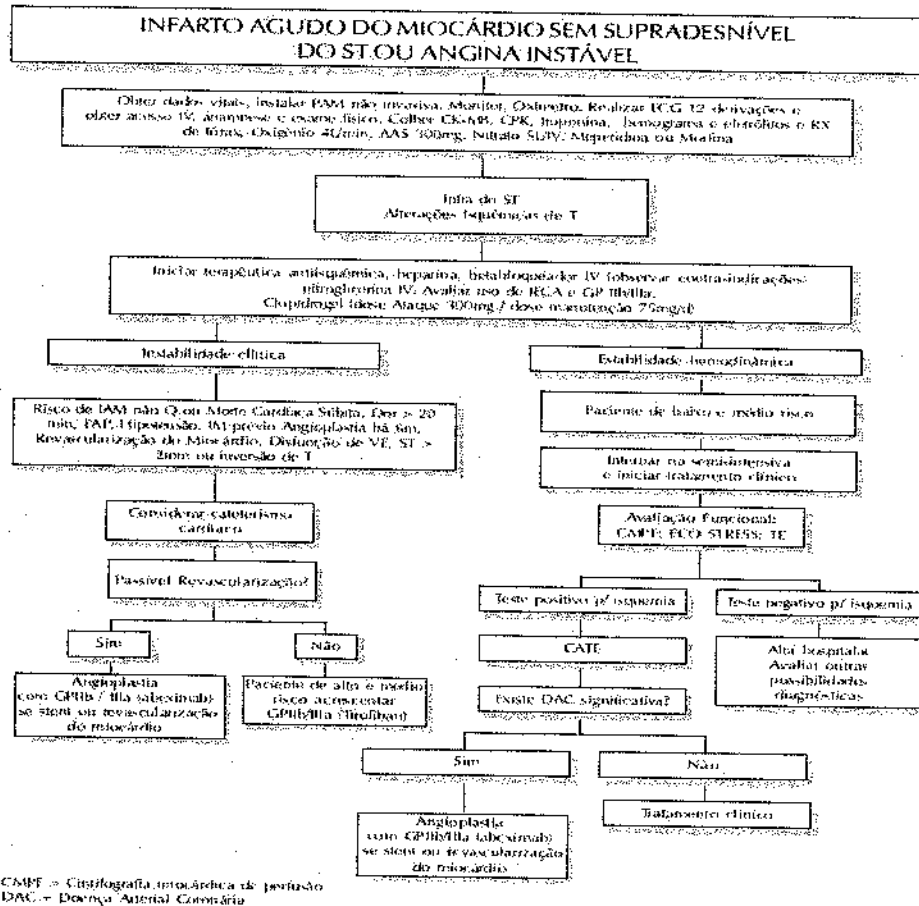 INFARTO AGUDO DO MIOCÁRDIO SEM SUPRADESNÍVEL
DO ST OU ANGINA INSTÁVEL
Obter dados vitais, instalar PAM não invasiva, Monitor, Oxímetro. Realizar ECG 12 derivações e
obter acesso IV, anamnese e exame físico. Colher CK-MB, CPK, troponina, hemograma e eletrólitos e RX
de tórax. Oxigênio 4L/min, AAS 300mg, Nitrato SL/IV, Meperidina ou Morfina
Infra do ST
Alterações Isquêmicas de T
Iniciar terapêutica antiisquêmica, heparina, betabloqueador IV (observar contra-indicações)
nitroglicerina IV. Avaliar uso de IECA e GP IIb/IIIa.
Clopidrogel (dose Ataque 300mg / dose manutenção 75mg/d)
Instabilidade clínica
Estabilidade hemodinâmica
Risco de IAM não Q ou Morte Cardíaca Súbita, Dor > 20
min, EAP, Hipotensão, IM prévio Angioplastia há 6m,
Revascularização do Miocárdio, Disfunção de VE, ST >
2mm ou inversão de T
Paciente de baixo e médio risco
Internar na semi-intensiva
e iniciar tratamento clínico
Considerar cateterismo
cardíaco
Avaliação Funcional:
CMPF; ECO STRESS; TE
Passível Revascularização?
Teste positivo p/ isquemia
Teste negativo p/ isquemia
Sim
Não
CATE
Alta hospitalar
Avaliar outras
possibilidades
diagnósticas
Angioplastia
com GPIIb / IIIa (abeximab)
se stent ou revascularização
do miocárdio
Paciente de alto e médio
risco acrescentar
GPIIb/IIIa (Tirofiban)
Existe DAC significativa?
Sim
Não
Angioplastia
com GPIIb/IIIa (abeximab)
se stent ou revascularização
do miocárdio
Tratamento clínico
CMPF = Cintilografia miocárdica de perfusão
DAC = Doença Arterial Coronária